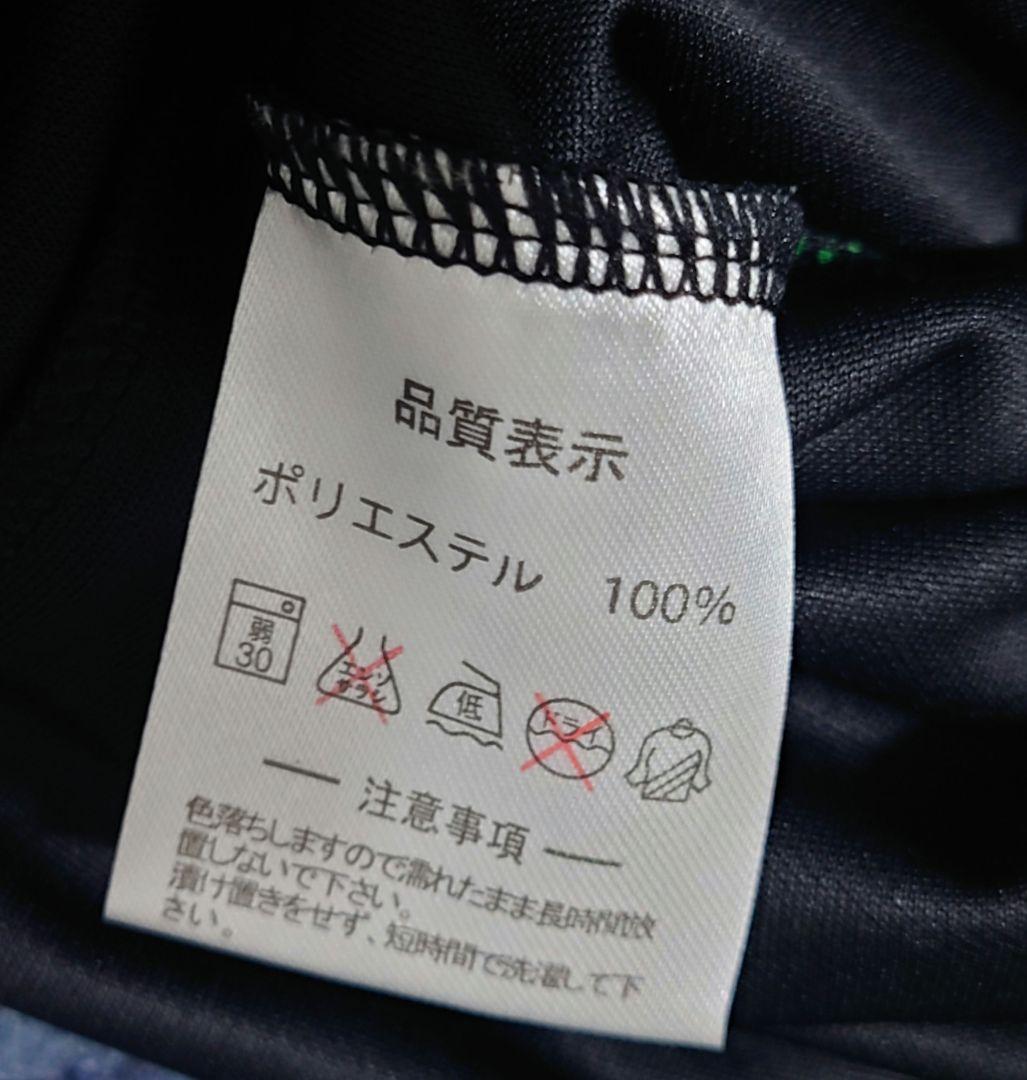 品質表示
ポリエステル 100%
弱
30
エンソ
サラシ
低
ドライ
注意事項
色落ちしますので濡れたまま長時間放
置しないで下さい。
漬け置きをせず、短時間で洗濯して下
さい。